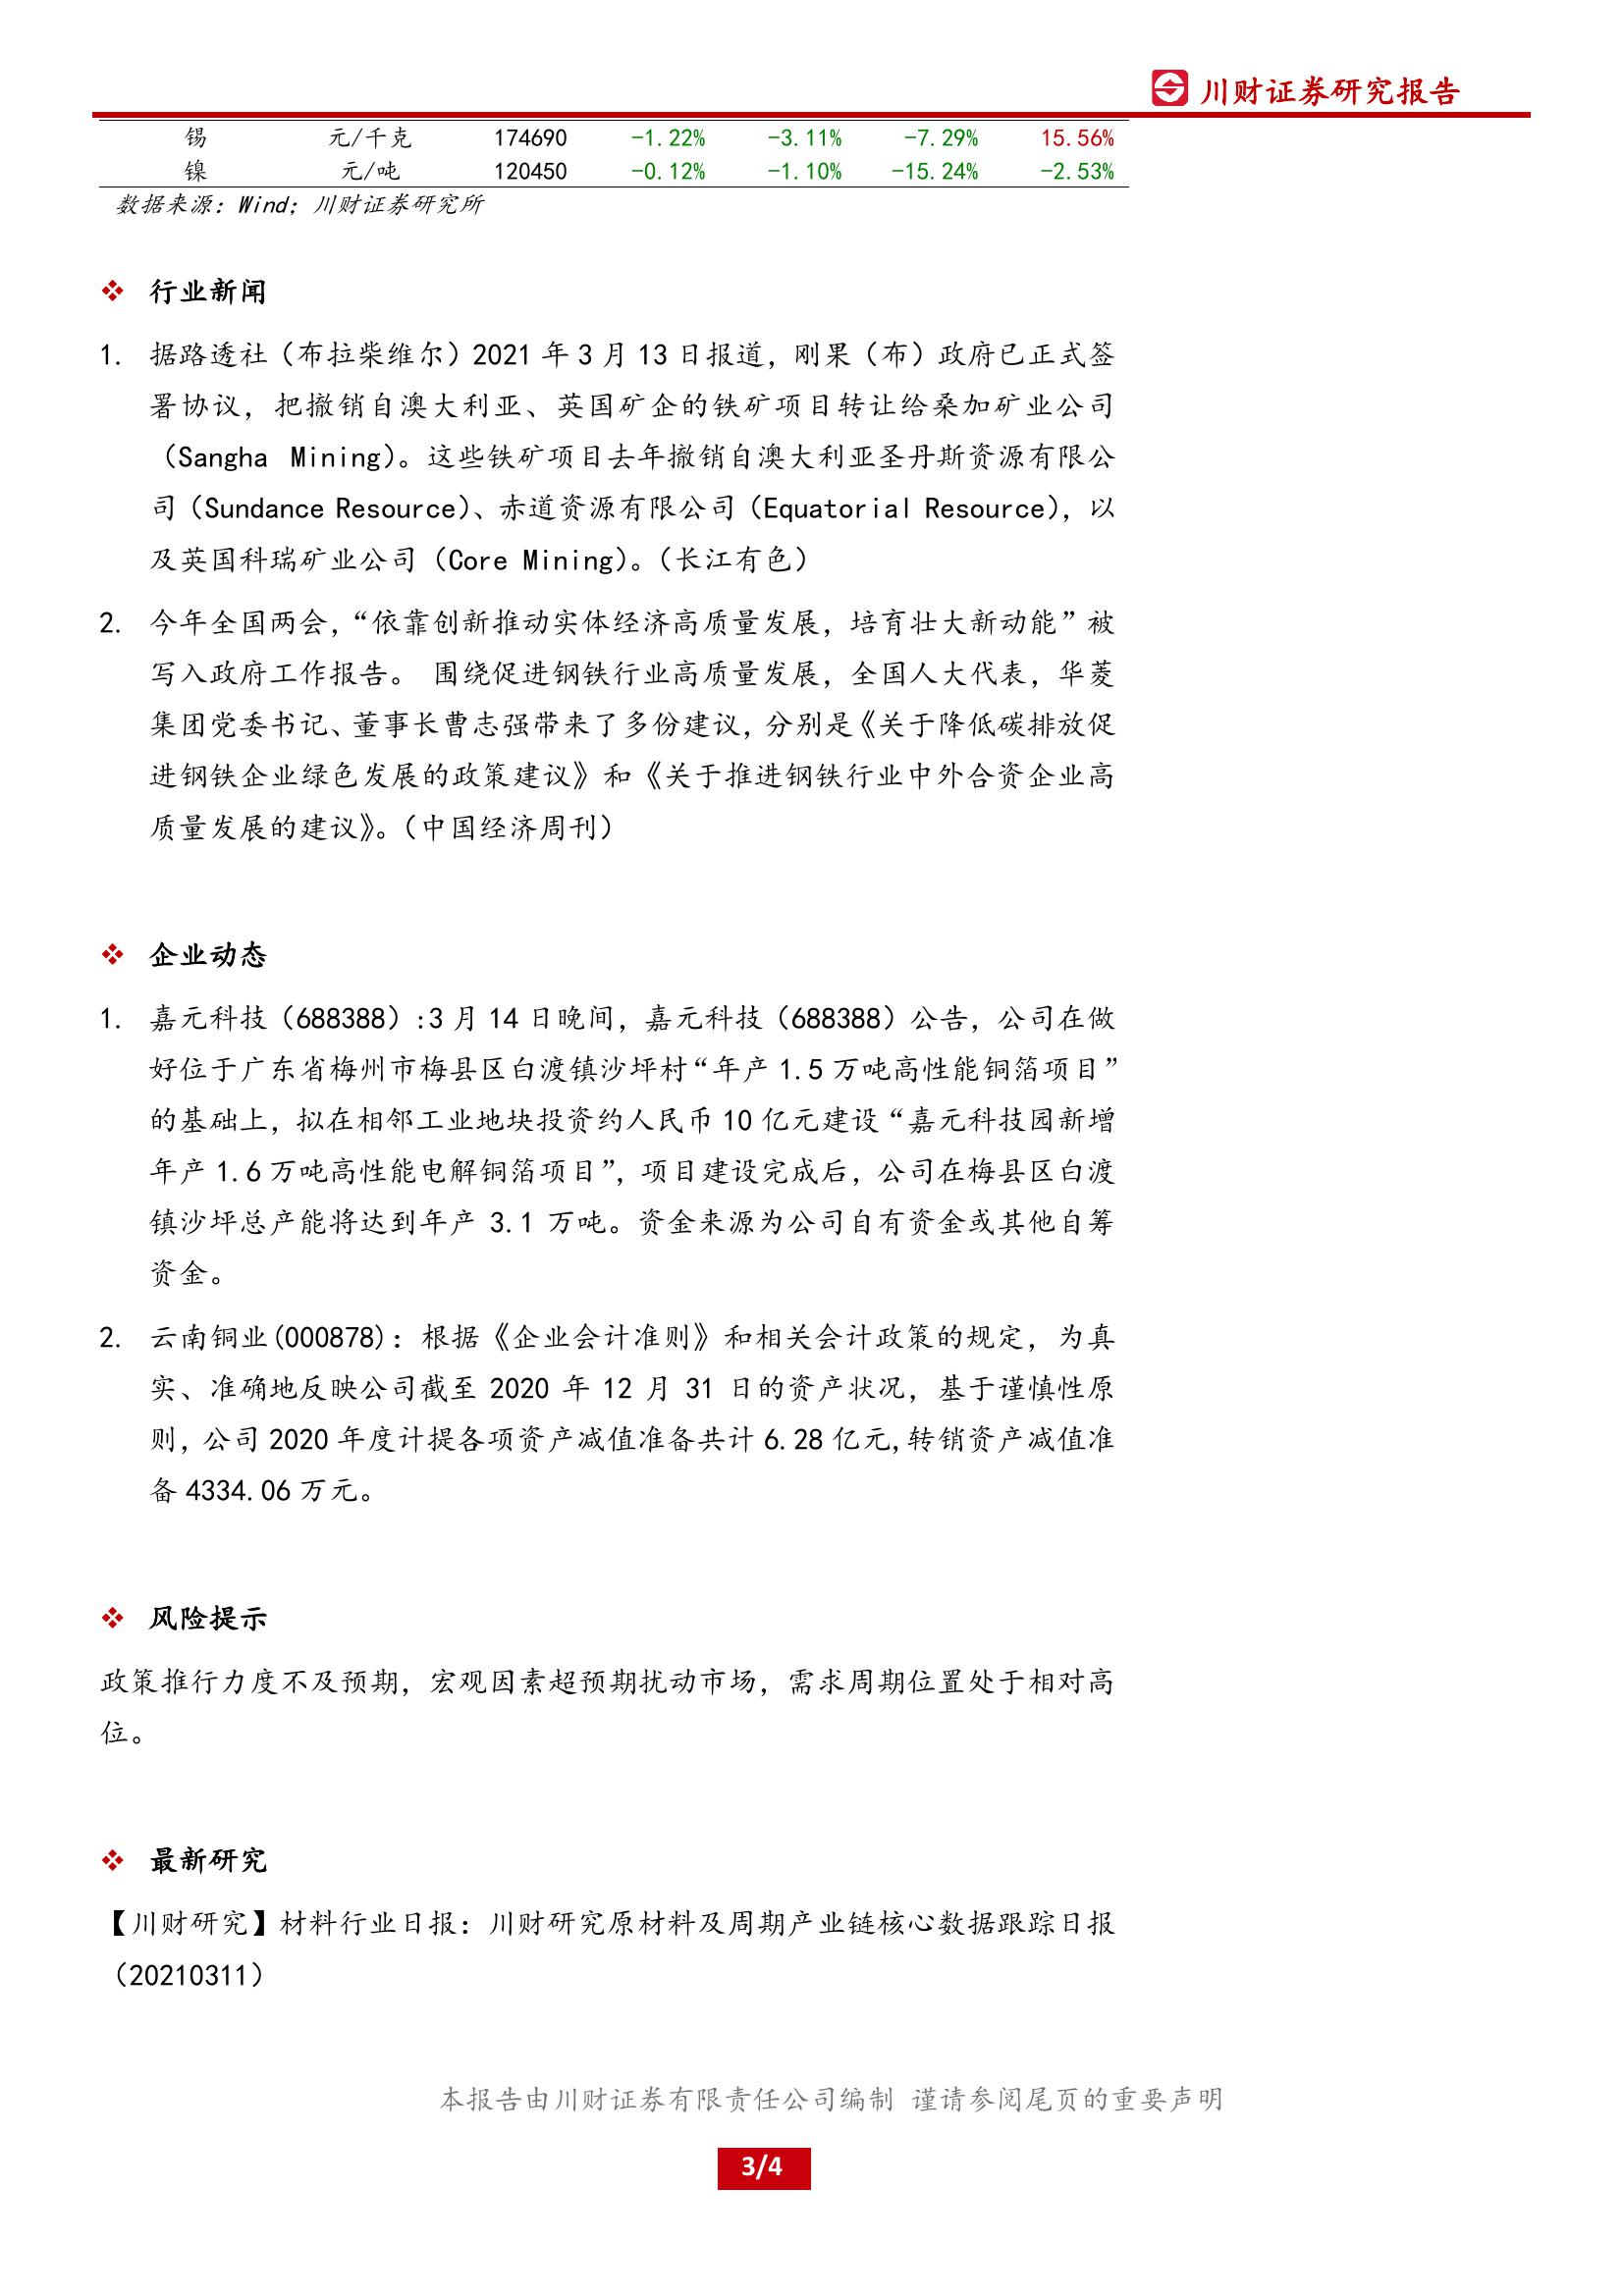 川财证券研究报告
锡 元/千克 174690 -1.22% -3.11% -7.29% 15.56%
镍 元/吨 120450 -0.12% -1.10% -15.24% -2.53%
数据来源：Wind；川财证券研究所
❖ 行业新闻
1. 据路透社（布拉柴维尔）2021 年 3 月 13 日报道，刚果（布）政府已正式签
署协议，把撤销自澳大利亚、英国矿企的铁矿项目转让给桑加矿业公司
（Sangha Mining）。这些铁矿项目去年撤销自澳大利亚圣丹斯资源有限公
司（Sundance Resource）、赤道资源有限公司（Equatorial Resource），以
及英国科瑞矿业公司（Core Mining）。（长江有色）
2. 今年全国两会，“依靠创新推动实体经济高质量发展，培育壮大新动能”被
写入政府工作报告。 围绕促进钢铁行业高质量发展，全国人大代表，华菱
集团党委书记、董事长曹志强带来了多份建议，分别是《关于降低碳排放促
进钢铁企业绿色发展的政策建议》和《关于推进钢铁行业中外合资企业高
质量发展的建议》。（中国经济周刊）
❖ 企业动态
1. 嘉元科技（688388）:3 月 14 日晚间，嘉元科技（688388）公告，公司在做
好位于广东省梅州市梅县区白渡镇沙坪村“年产 1.5 万吨高性能铜箔项目”
的基础上，拟在相邻工业地块投资约人民币 10 亿元建设“嘉元科技园新增
年产 1.6 万吨高性能电解铜箔项目”，项目建设完成后，公司在梅县区白渡
镇沙坪总产能将达到年产 3.1 万吨。资金来源为公司自有资金或其他自筹
资金。
2. 云南铜业(000878)：根据《企业会计准则》和相关会计政策的规定，为真
实、准确地反映公司截至 2020 年 12 月 31 日的资产状况，基于谨慎性原
则，公司 2020 年度计提各项资产减值准备共计 6.28 亿元,转销资产减值准
备 4334.06 万元。
❖ 风险提示
政策推行力度不及预期，宏观因素超预期扰动市场，需求周期位置处于相对高
位。
❖ 最新研究
【川财研究】材料行业日报：川财研究原材料及周期产业链核心数据跟踪日报
（20210311）
本报告由川财证券有限责任公司编制 谨请参阅尾页的重要声明
3/4